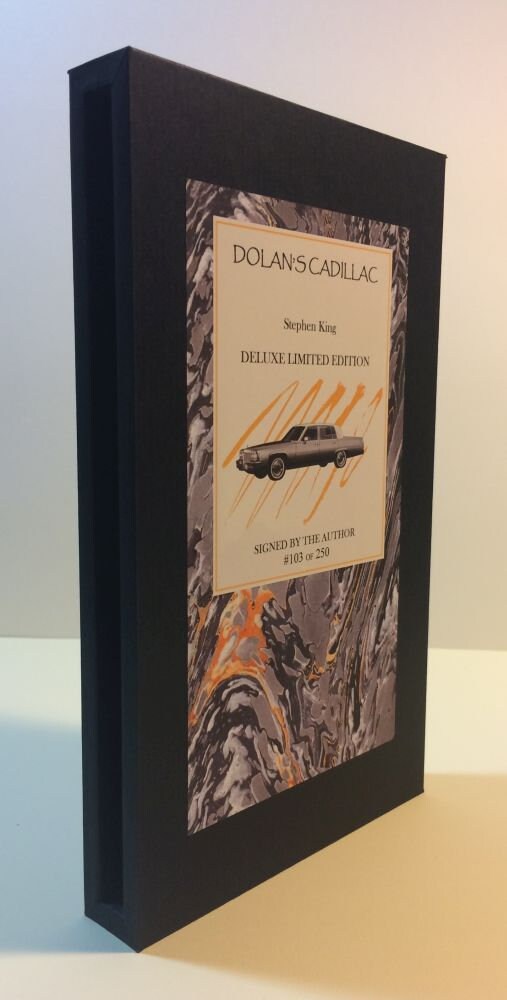 DOLAN'S CADILLAC
Stephen King
DELUXE LIMITED EDITION
SIGNED BY THE AUTHOR
#103 OF 250